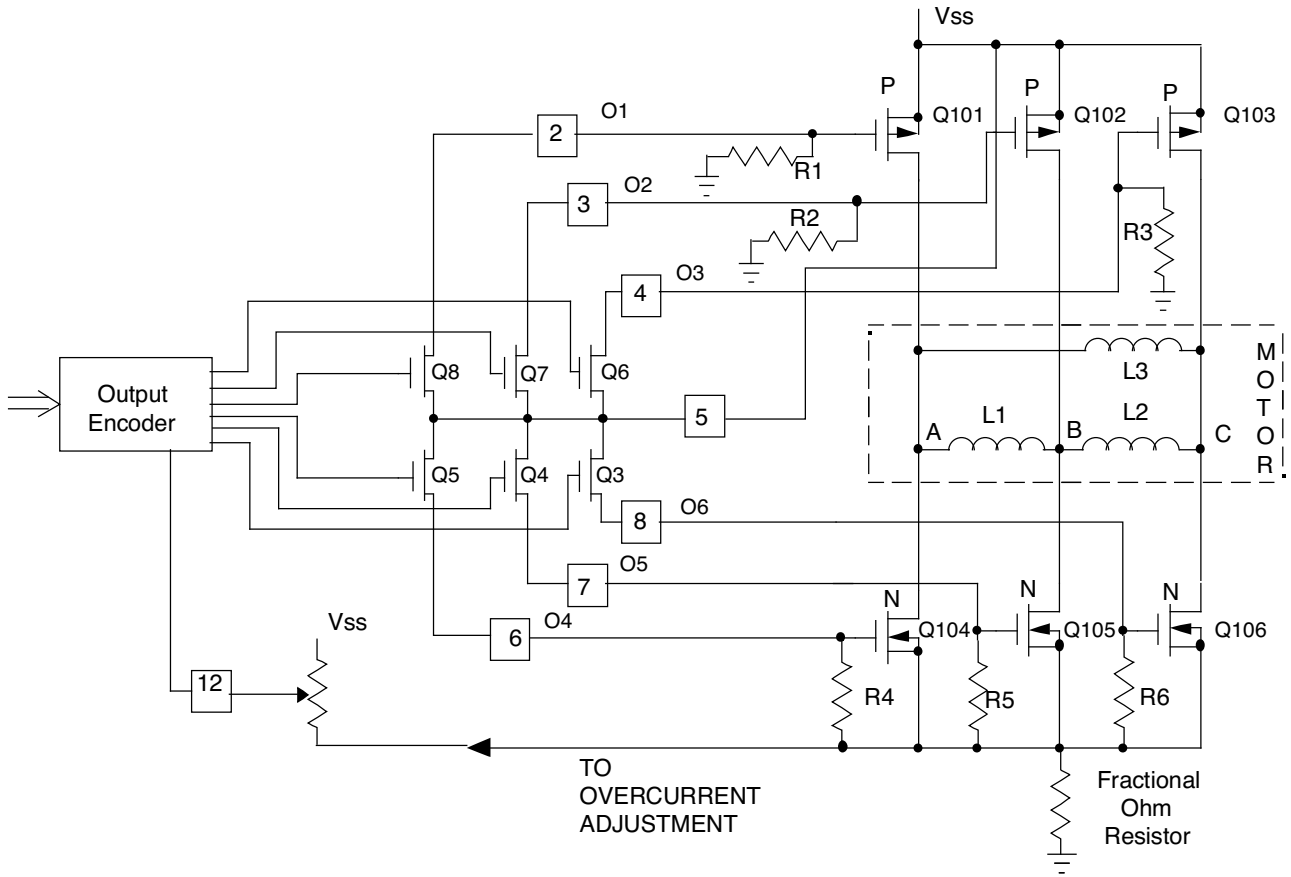 Vss
P
Q101
P
Q102
P
Q103
2
O1
R1
3
O2
R2
R3
4
O3
Output
Encoder
Q8
Q7
Q6
5
Q5
Q4
Q3
L3
A
L1
B
L2
C
MOTOR
8
O6
7
O5
6
O4
N
Q104
N
Q105
N
Q106
Vss
12
R4
R5
R6
TO
OVERCURRENT
ADJUSTMENT
Fractional
Ohm
Resistor